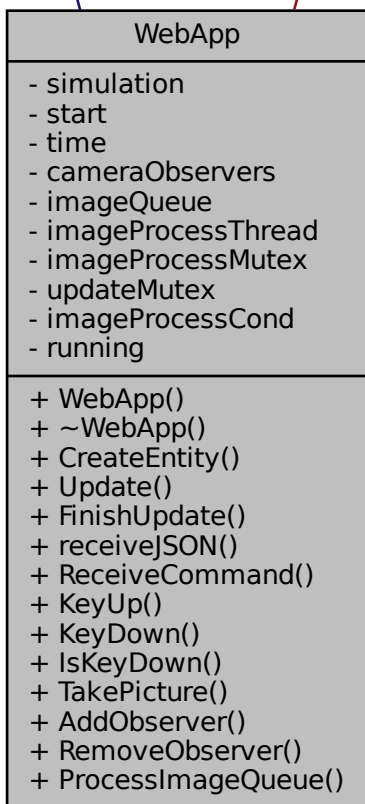 WebApp
- simulation
- start
- time
- cameraObservers
- imageQueue
- imageProcessThread
- imageProcessMutex
- updateMutex
- imageProcessCond
- running
+ WebApp()
+ ~WebApp()
+ CreateEntity()
+ Update()
+ FinishUpdate()
+ receiveJSON()
+ ReceiveCommand()
+ KeyUp()
+ KeyDown()
+ IsKeyDown()
+ TakePicture()
+ AddObserver()
+ RemoveObserver()
+ ProcessImageQueue()